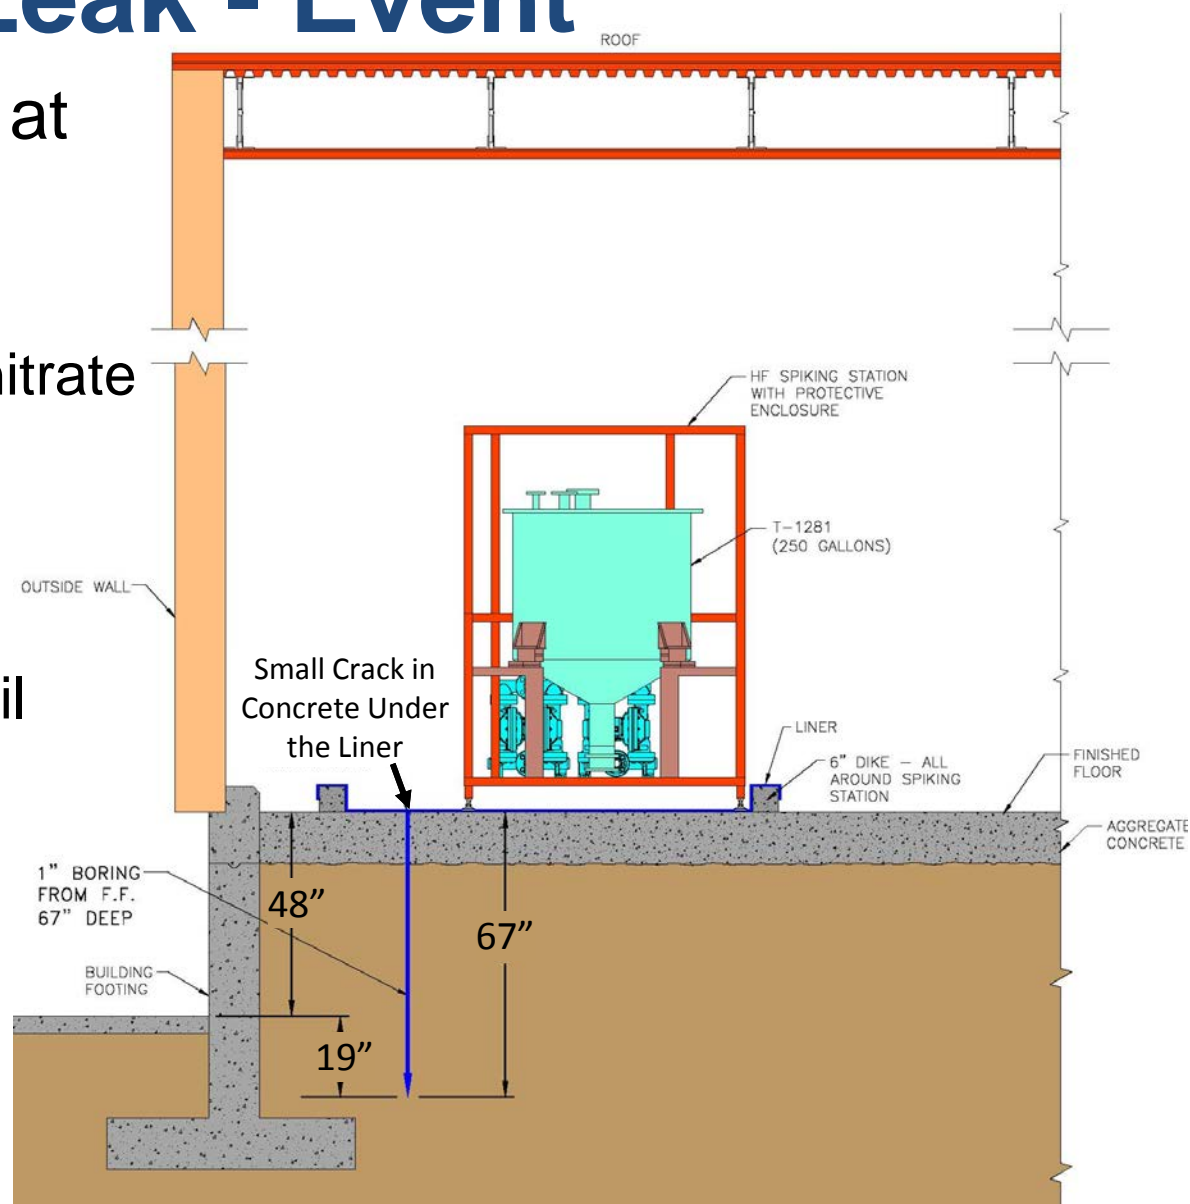 Leak - Event
at
nitrate
il
ROOF
HF SPIKING STATION
WITH PROTECTIVE
ENCLOSURE
T-1281
(250 GALLONS)
OUTSIDE WALL
Small Crack in
Concrete Under
the Liner
LINER
6" DIKE - ALL
AROUND SPIKING
STATION
FINISHED
FLOOR
AGGREGATE
CONCRETE
1" BORING
FROM F.F.
67" DEEP
48”
67”
BUILDING
FOOTING
19”